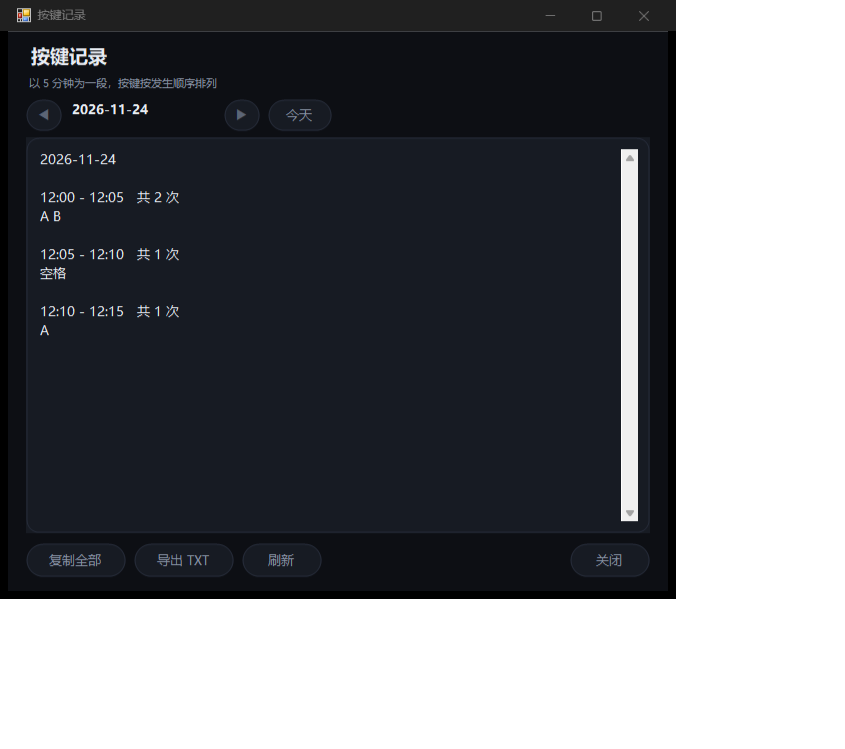 按键记录
按键记录
以 5 分钟为一段，按键按发生顺序排列
◀ 2026-11-24 ▶ 今天
2026-11-24
12:00 - 12:05 共 2 次
A B
12:05 - 12:10 共 1 次
空格
12:10 - 12:15 共 1 次
A
复制全部 导出 TXT 刷新 关闭